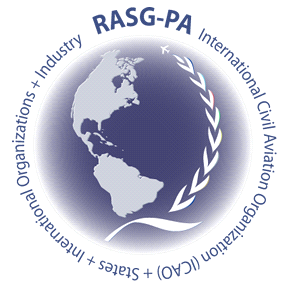 RASG-PA
International Civil Aviation Organization (ICAO) + States + International Organizations + Industry